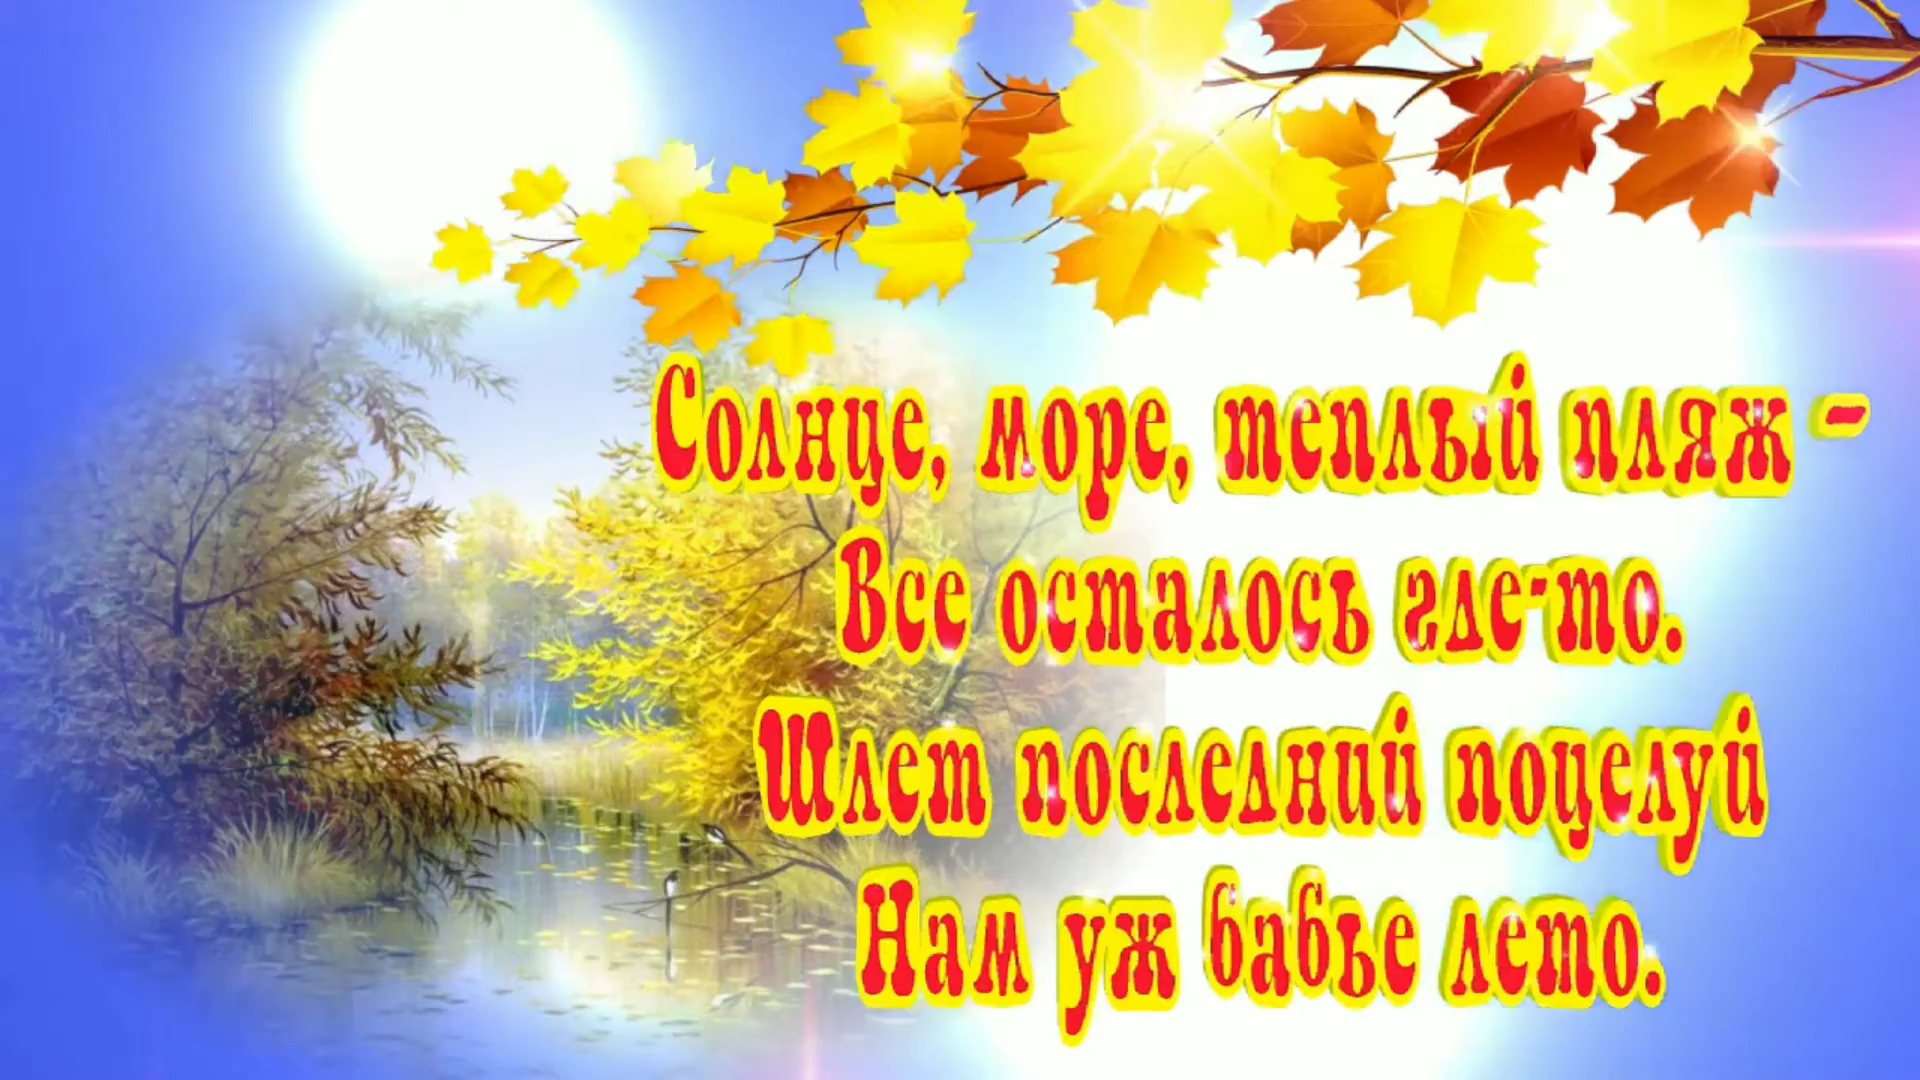 Солнце, море, теплый пляж -
Все осталось где-то.
Шлет последний поцелуй
Нам уж бабье лето.